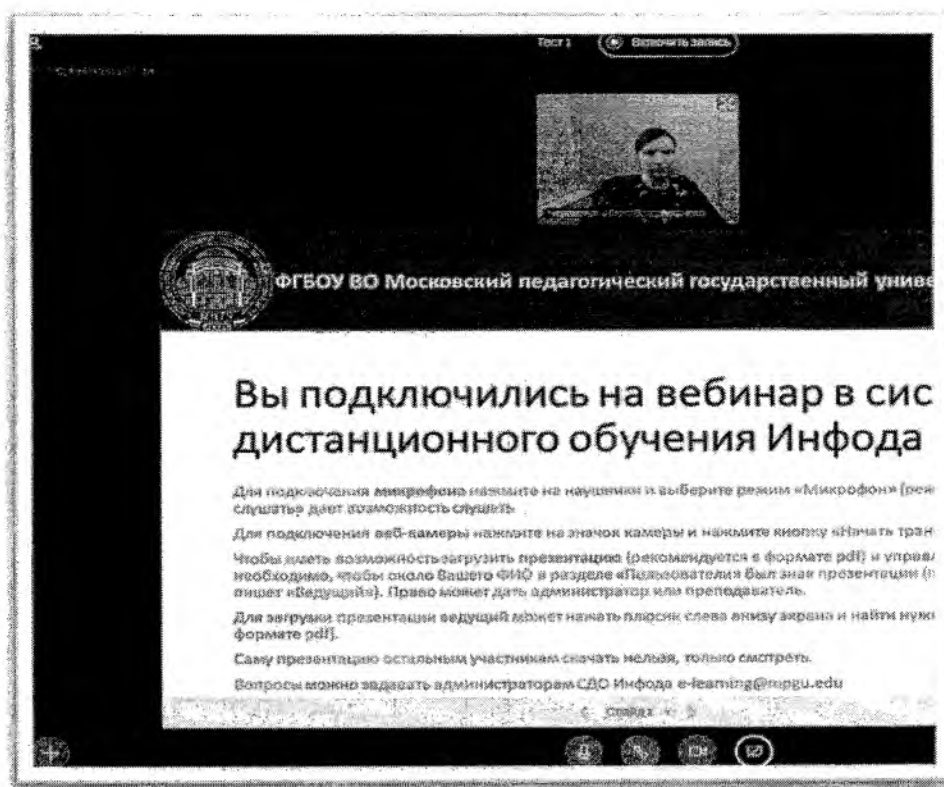 Тест 1 Включить запись
ФГБОУ ВО Московский педагогический государственный униве
Вы подключились на вебинар в сис
дистанционного обучения Инфода
Для подключения микрофона нажмите на наушники и выберите режим «Микрофон» (реж
слушать» дает возможность слушать
Для подключения веб-камеры нажмите на значок камеры и нажмите кнопку «Начать тран
Чтобы иметь возможность загрузить презентацию (рекомендуется в формате pdf) и управл
необходимо, чтобы около Вашего ФИО в разделе «Пользователи» был знак презентации (
пишет «Ведущий»). Право может дать администратор или преподаватель.
Для загрузки презентации ведущий может нажать плюсик слева внизу экрана и найти нужн
формате pdf).
Саму презентацию остальным участникам скачать нельзя, только смотреть.
Вопросы можно задавать администраторам СДО Инфода e-learning@mpgu.edu
Слайд 1